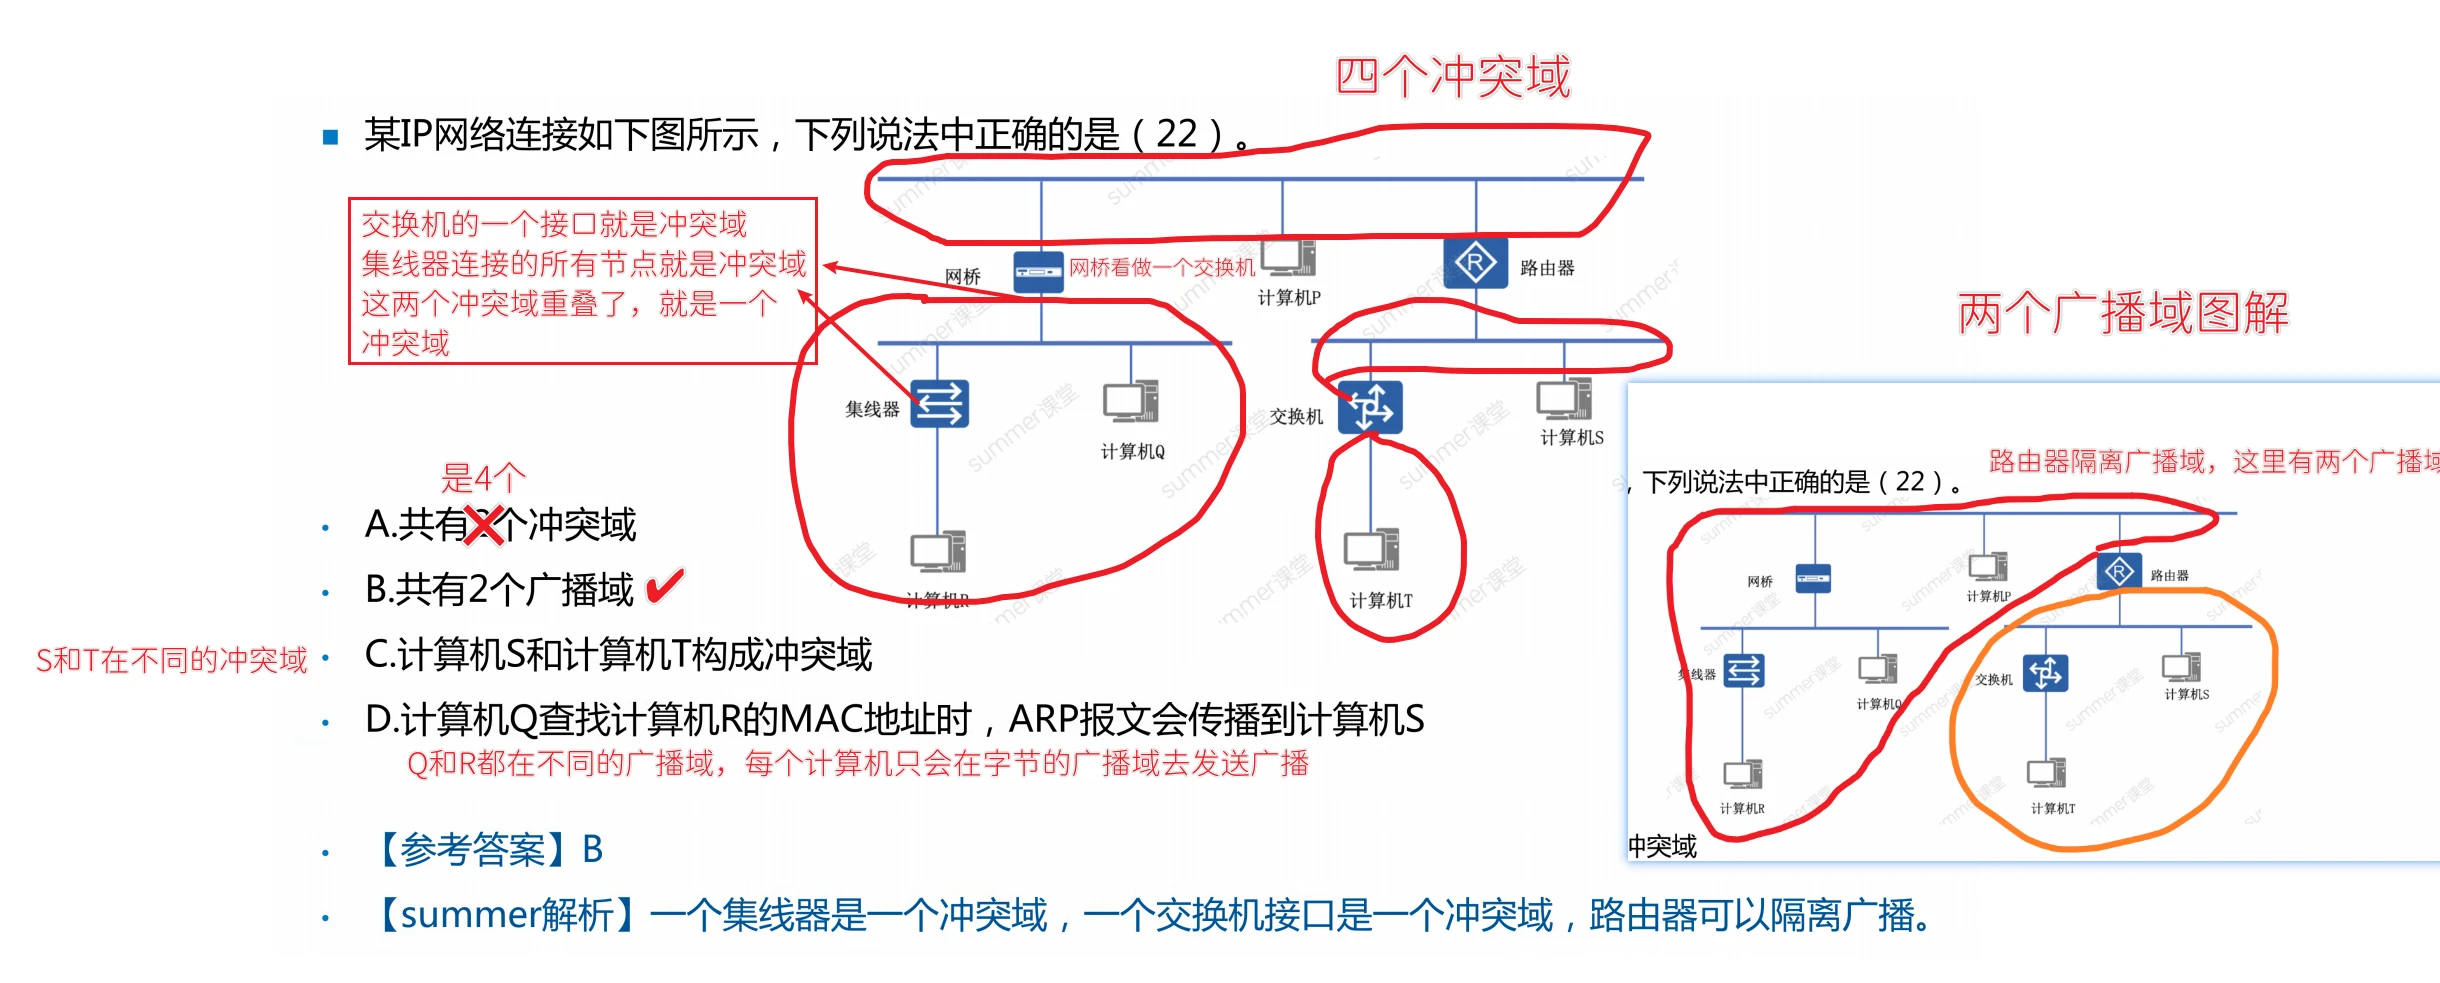 四个冲突域
某IP网络连接如下图所示，下列说法中正确的是（22）。
交换机的一个接口就是冲突域
集线器连接的所有节点就是冲突域
这两个冲突域重叠了，就是一个
冲突域
网桥
网桥看做一个交换机
计算机P
路由器
集线器
计算机Q
交换机
计算机S
计算机R
计算机T
summer课堂
两个广播域图解
路由器隔离广播域，这里有两个广播域
，下列说法中正确的是（22）。
网桥
计算机P
路由器
集线器
计算机Q
交换机
计算机S
计算机R
计算机T
冲突域
是4个
A.共有2个冲突域
B.共有2个广播域
S和T在不同的冲突域
C.计算机S和计算机T构成冲突域
D.计算机Q查找计算机R的MAC地址时，ARP报文会传播到计算机S
Q和R都在不同的广播域，每个计算机只会在字节的广播域去发送广播
【参考答案】B
【summer解析】一个集线器是一个冲突域，一个交换机接口是一个冲突域，路由器可以隔离广播。